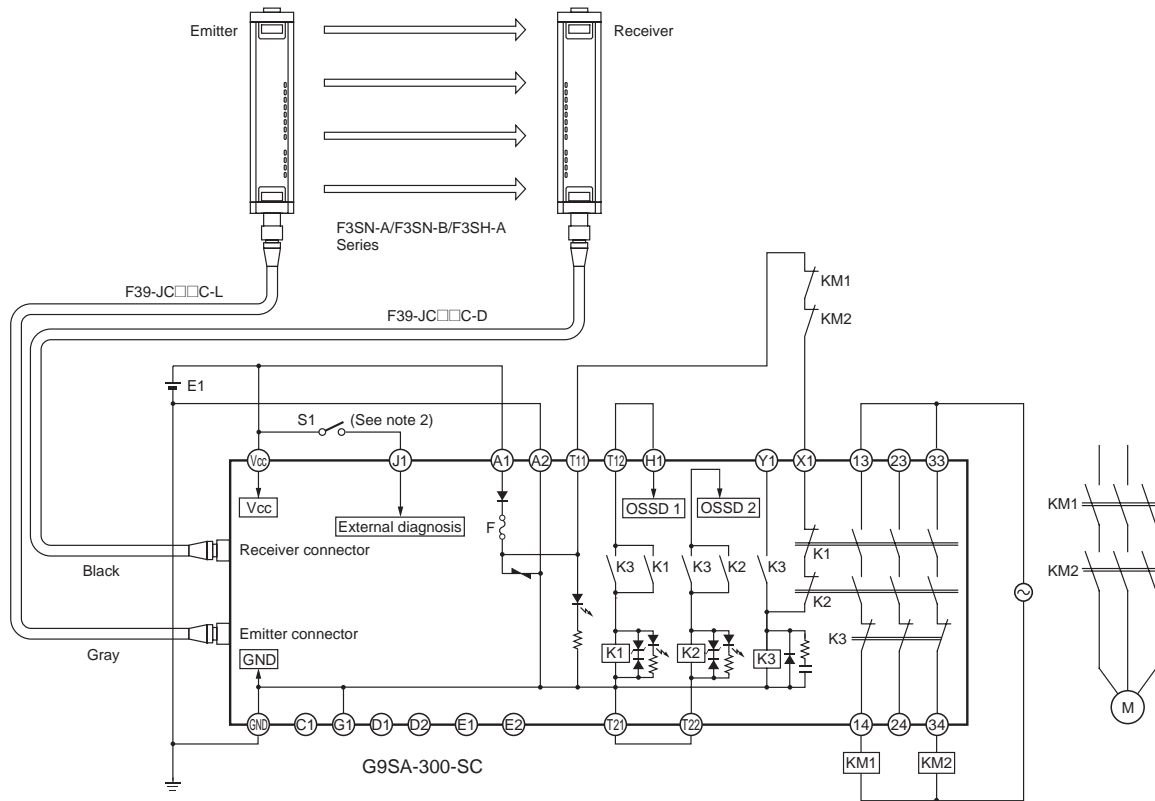 Emitter
Receiver
F3SN-A/F3SN-B/F3SH-A
Series
F39-JC□□C-L
F39-JC□□C-D
KM1
KM2
E1
S1 (See note 2)
Vcc J1 A1 A2 T11 T12 H1 Y1 X1 13 23 33
Vcc
OSSD 1
OSSD 2
External diagnosis
F
KM1
Receiver connector
K3
K1
K3
K2
K3
K1
Black
KM2
K2
Emitter connector
K3
Gray
GND
K1
K2
K3
GND C1 G1 D1 D2 E1 E2 T21 T22 14 24 34
M
G9SA-300-SC
KM1
KM2